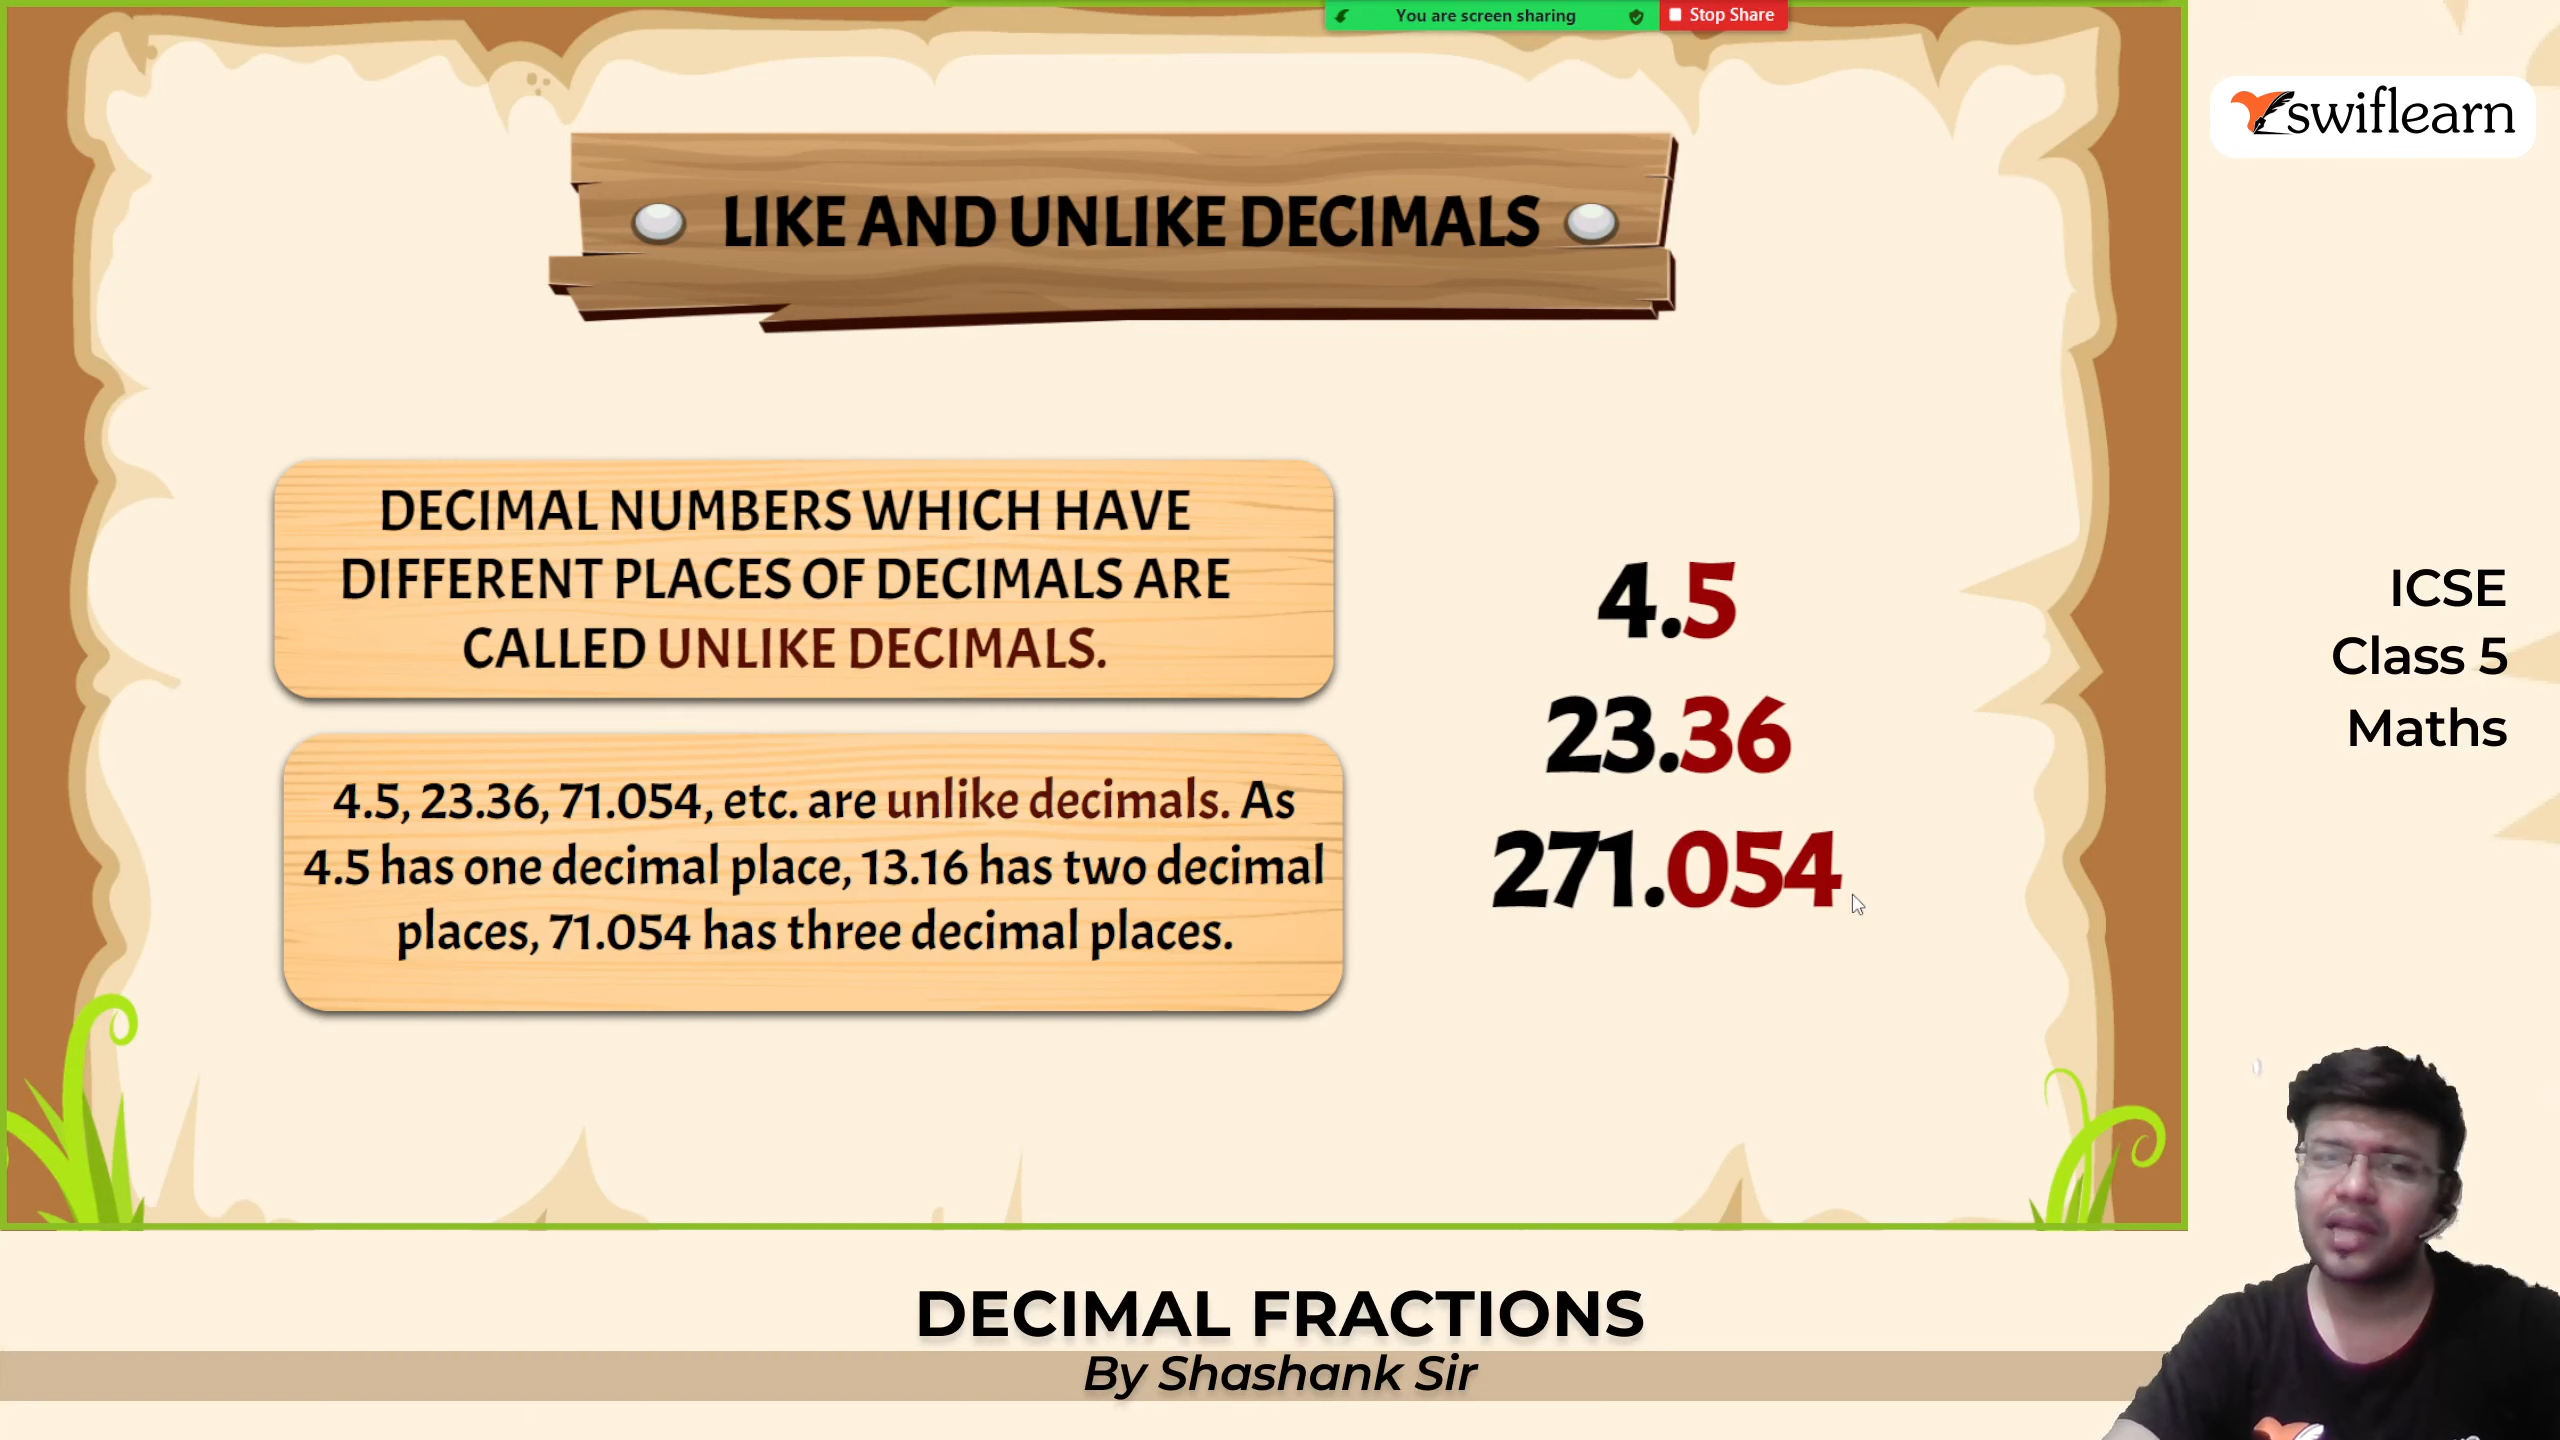 You are screen sharing
Stop Share
swiflearn
LIKE AND UNLIKE DECIMALS
DECIMAL NUMBERS WHICH HAVE
DIFFERENT PLACES OF DECIMALS ARE
CALLED UNLIKE DECIMALS.
4.5, 23.36, 71.054, etc. are unlike decimals. As
4.5 has one decimal place, 13.16 has two decimal
places, 71.054 has three decimal places.
4.5
23.36
271.054
ICSE
Class 5
Maths
DECIMAL FRACTIONS
By Shashank Sir